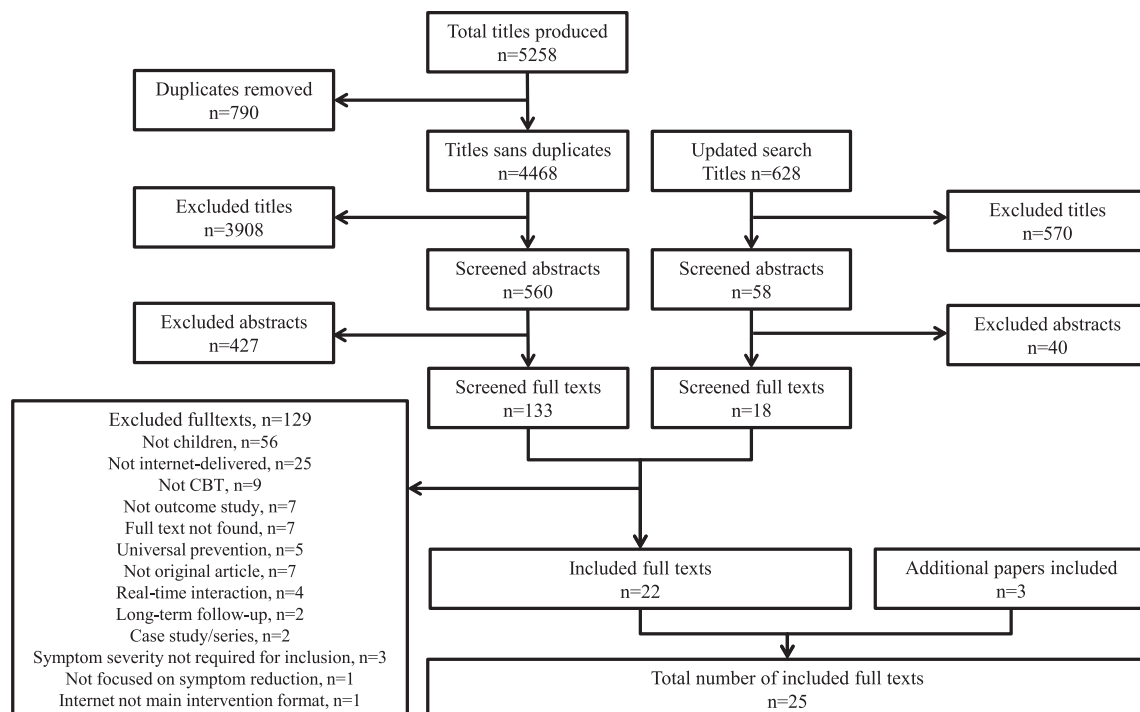 Total titles produced
n=5258
Duplicates removed
n=790
Titles sans duplicates
n=4468
Updated search
Titles n=628
Excluded titles
n=3908
Excluded titles
n=570
Screened abstracts
n=560
Screened abstracts
n=58
Excluded abstracts
n=427
Excluded abstracts
n=40
Screened full texts
n=133
Screened full texts
n=18
Excluded fulltexts, n=129
Not children, n=56
Not internet-delivered, n=25
Not CBT, n=9
Not outcome study, n=7
Full text not found, n=7
Universal prevention, n=5
Not original article, n=7
Real-time interaction, n=4
Long-term follow-up, n=2
Case study/series, n=2
Symptom severity not required for inclusion, n=3
Not focused on symptom reduction, n=1
Internet not main intervention format, n=1
Included full texts
n=22
Additional papers included
n=3
Total number of included full texts
n=25